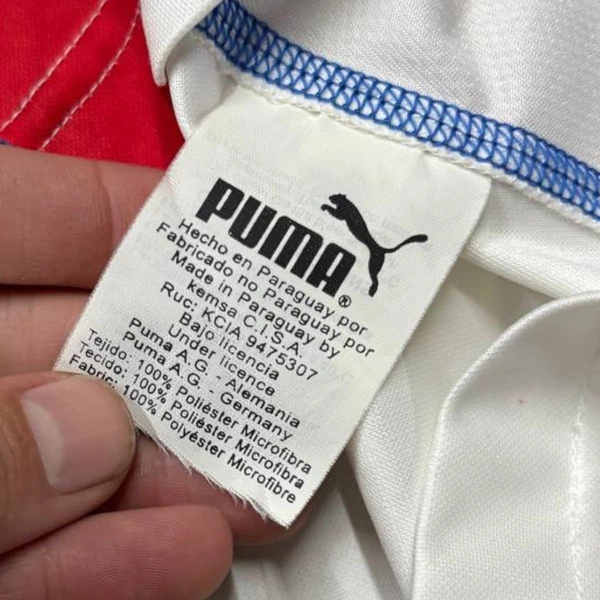 PUMA®
Hecho en Paraguay por
Fabricado no Paraguay por
Made in Paraguay by
kemsa C.I.S.A.
Ruc: KCIA 9475307
Bajo licencia
Under licence
Puma A.G. - Alemania
Puma A.G. - Germany
Tejido: 100% Poliéster Microfibra
Tecido: 100% Poliéster Microfibra
Fabric: 100% Polyéster Microfibre